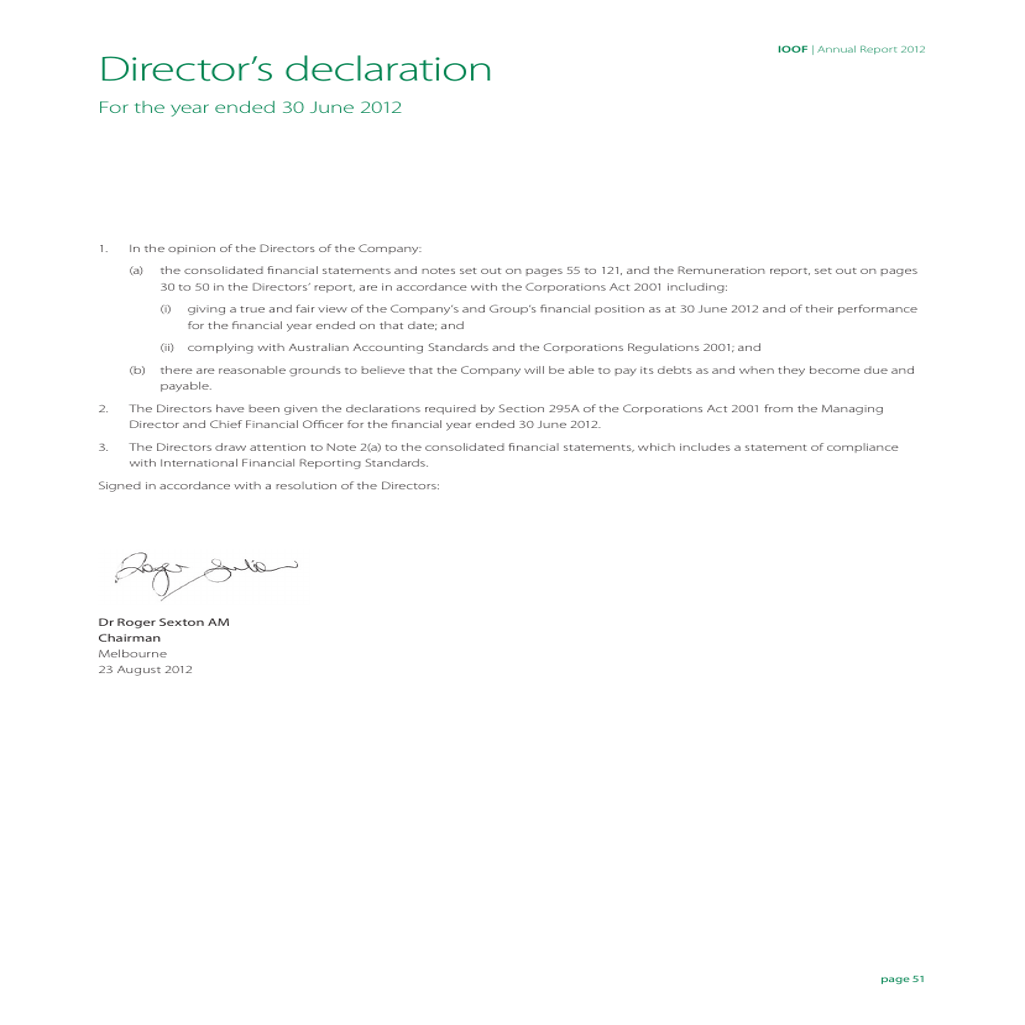 IOOF | Annual Report 2012
Director’s declaration
For the year ended 30 June 2012
1. In the opinion of the Directors of the Company:
(a) the consolidated financial statements and notes set out on pages 55 to 121, and the Remuneration report, set out on pages
30 to 50 in the Directors’ report, are in accordance with the Corporations Act 2001 including:
(i) giving a true and fair view of the Company’s and Group’s financial position as at 30 June 2012 and of their performance
for the financial year ended on that date; and
(ii) complying with Australian Accounting Standards and the Corporations Regulations 2001; and
(b) there are reasonable grounds to believe that the Company will be able to pay its debts as and when they become due and
payable.
2. The Directors have been given the declarations required by Section 295A of the Corporations Act 2001 from the Managing
Director and Chief Financial Officer for the financial year ended 30 June 2012.
3. The Directors draw attention to Note 2(a) to the consolidated financial statements, which includes a statement of compliance
with International Financial Reporting Standards.
Signed in accordance with a resolution of the Directors:
Roger Sexton
Dr Roger Sexton AM
Chairman
Melbourne
23 August 2012
page 51